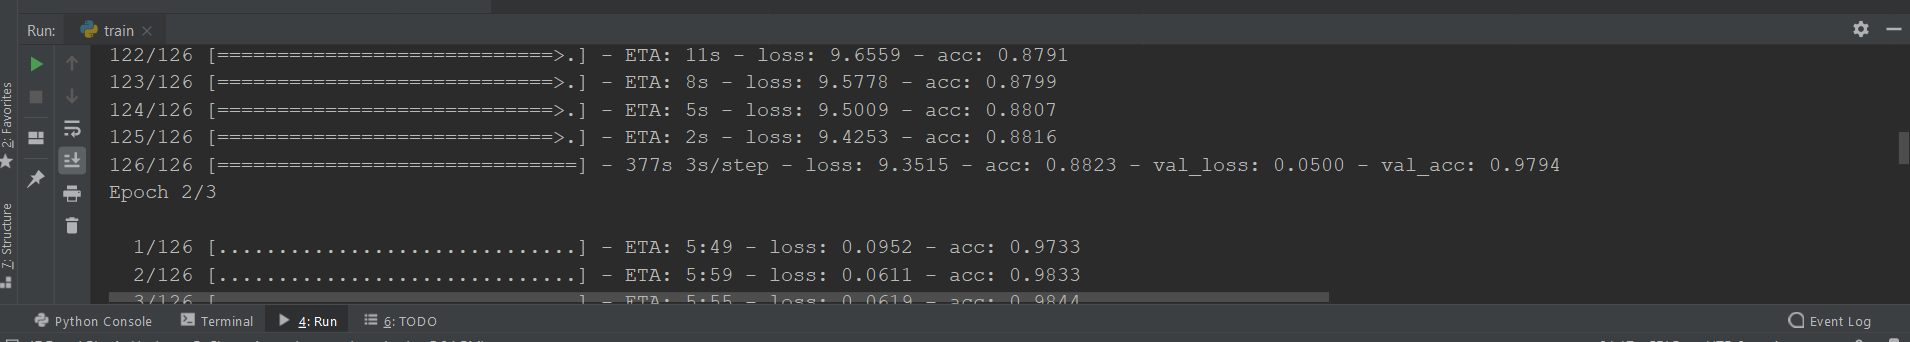 Run: train
122/126 [============================>.] - ETA: 11s - loss: 9.6559 - acc: 0.8791
123/126 [============================>.] - ETA: 8s - loss: 9.5778 - acc: 0.8799
124/126 [============================>.] - ETA: 5s - loss: 9.5009 - acc: 0.8807
125/126 [============================>.] - ETA: 2s - loss: 9.4253 - acc: 0.8816
126/126 [==============================] - 377s 3s/step - loss: 9.3515 - acc: 0.8823 - val_loss: 0.0500 - val_acc: 0.9794
Epoch 2/3
1/126 [..............................] - ETA: 5:49 - loss: 0.0952 - acc: 0.9733
2/126 [..............................] - ETA: 5:59 - loss: 0.0611 - acc: 0.9833
3/126 [..............................] - ETA: 5:55 - loss: 0.0619 - acc: 0.9844
2: Favorites
7: Structure
Python Console Terminal 4: Run 6: TODO Event Log